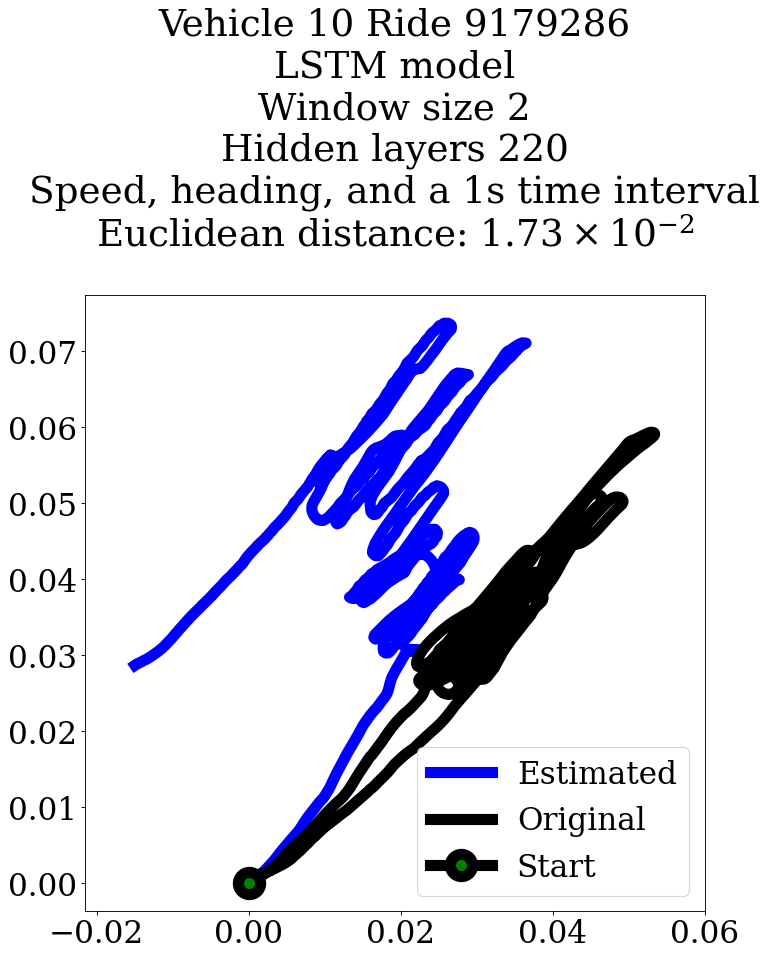 Vehicle 10 Ride 9179286
LSTM model
Window size 2
Hidden layers 220
Speed, heading, and a 1s time interval
Euclidean distance: 1.73 × 10⁻²
0.07
0.06
0.05
0.04
0.03
0.02
0.01
0.00
Estimated
Original
Start
−0.02 0.00 0.02 0.04 0.06